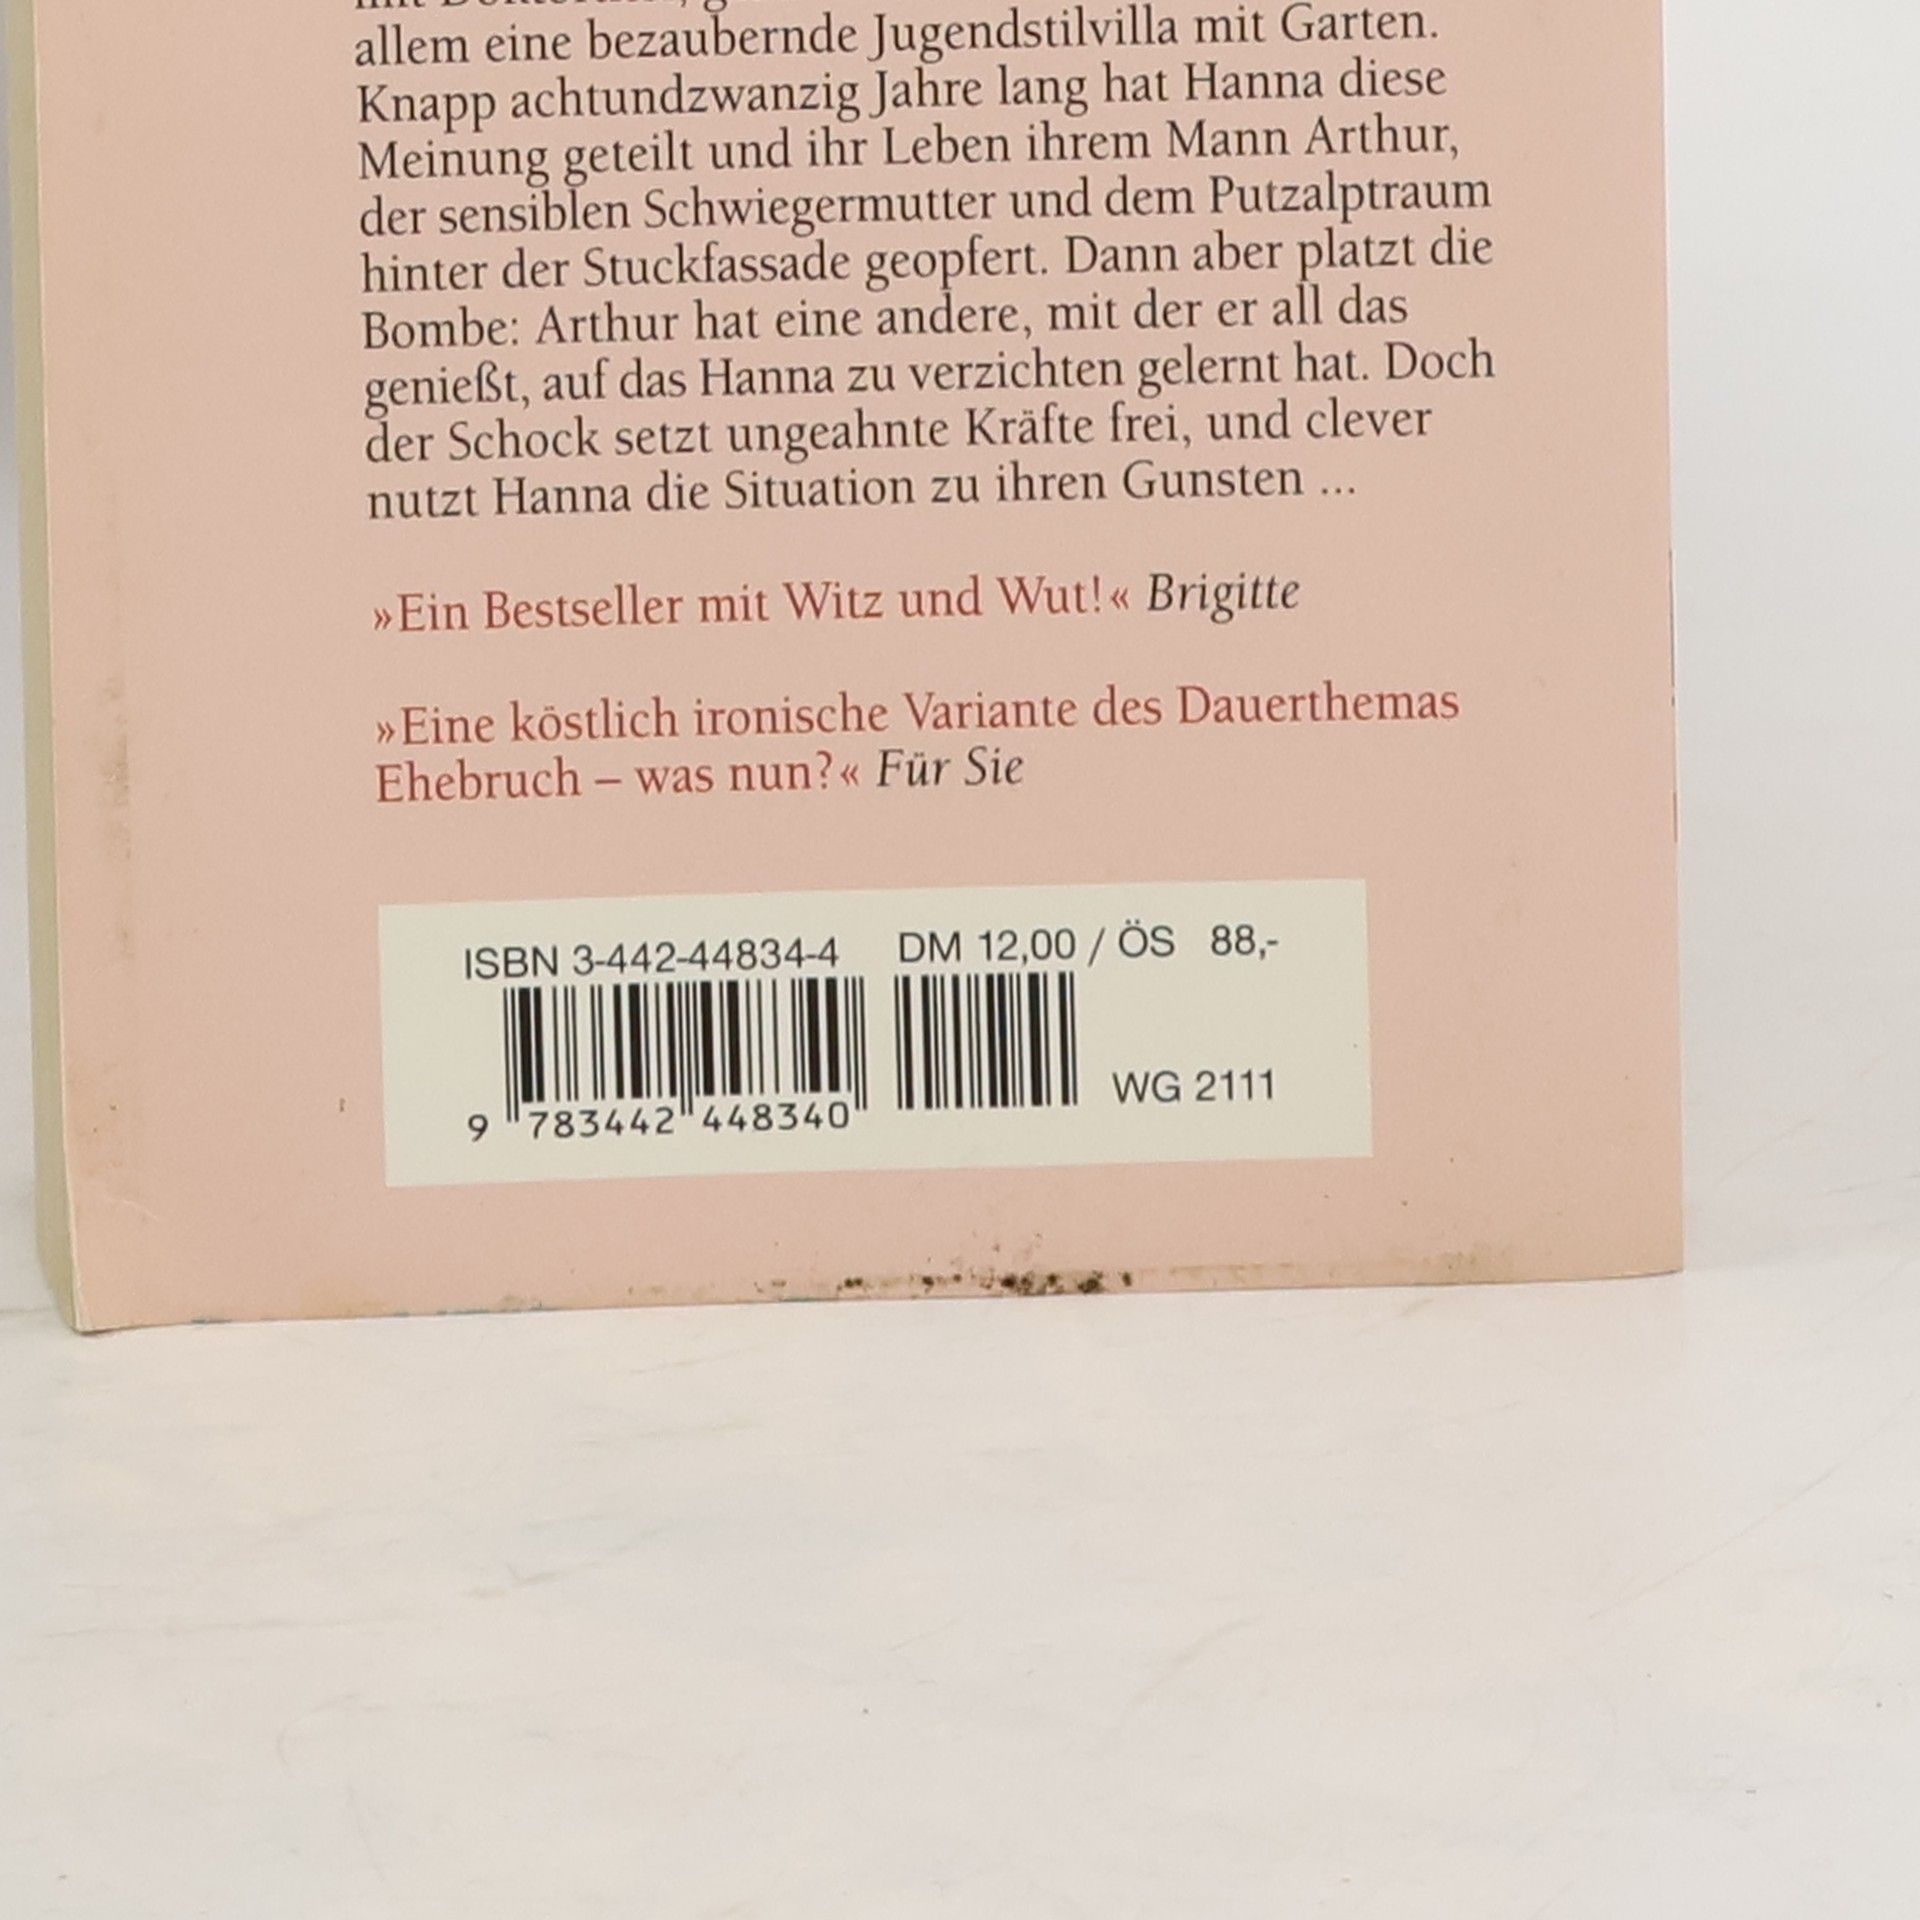 allem eine bezaubernde Jugendstilvilla mit Garten.
Knapp achtundzwanzig Jahre lang hat Hanna diese
Meinung geteilt und ihr Leben ihrem Mann Arthur,
der sensiblen Schwiegermutter und dem Putzalptraum
hinter der Stuckfassade geopfert. Dann aber platzt die
Bombe: Arthur hat eine andere, mit der er all das
genießt, auf das Hanna zu verzichten gelernt hat. Doch
der Schock setzt ungeahnte Kräfte frei, und clever
nutzt Hanna die Situation zu ihren Gunsten ...
»Ein Bestseller mit Witz und Wut!« Brigitte
»Eine köstlich ironische Variante des Dauerthemas
Ehebruch – was nun?« Für Sie
ISBN 3-442-44834-4 DM 12,00 / ÖS 88,-
WG 2111
9 783442 448340